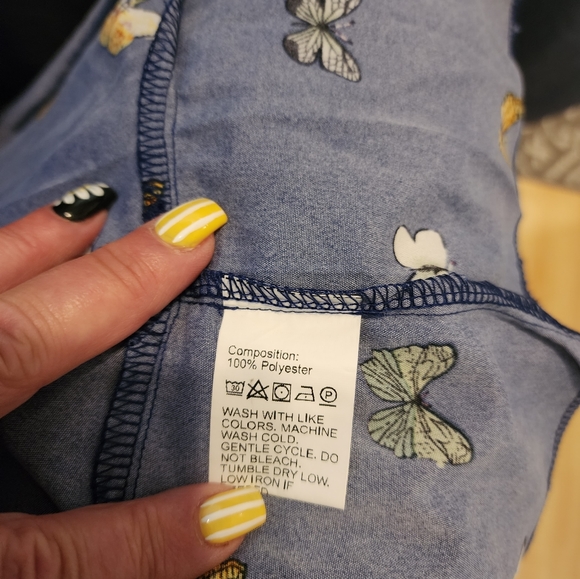 Composition:
100% Polyester
30 P
WASH WITH LIKE
COLORS. MACHINE
WASH COLD.
GENTLE CYCLE. DO
NOT BLEACH.
TUMBLE DRY LOW.
LOW IRON IF